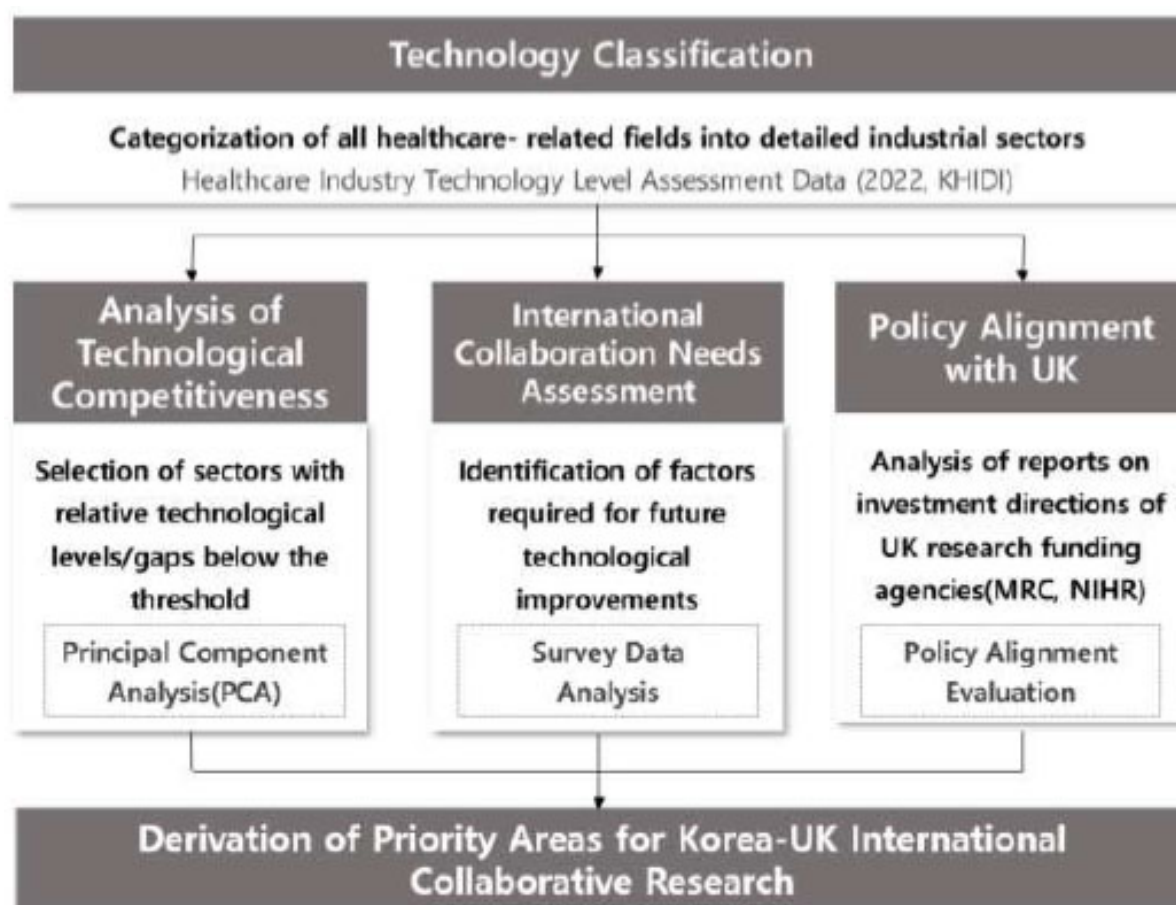 Technology Classification
Categorization of all healthcare- related fields into detailed industrial sectors
Healthcare Industry Technology Level Assessment Data (2022, KHIDI)
Analysis of
Technological
Competitiveness
Selection of sectors with
relative technological
levels/gaps below the
threshold
Principal Component
Analysis(PCA)
International
Collaboration Needs
Assessment
Identification of factors
required for future
technological
improvements
Survey Data
Analysis
Policy Alignment
with UK
Analysis of reports on
investment directions of
UK research funding
agencies(MRC, NIHR)
Policy Alignment
Evaluation
Derivation of Priority Areas for Korea-UK International
Collaborative Research